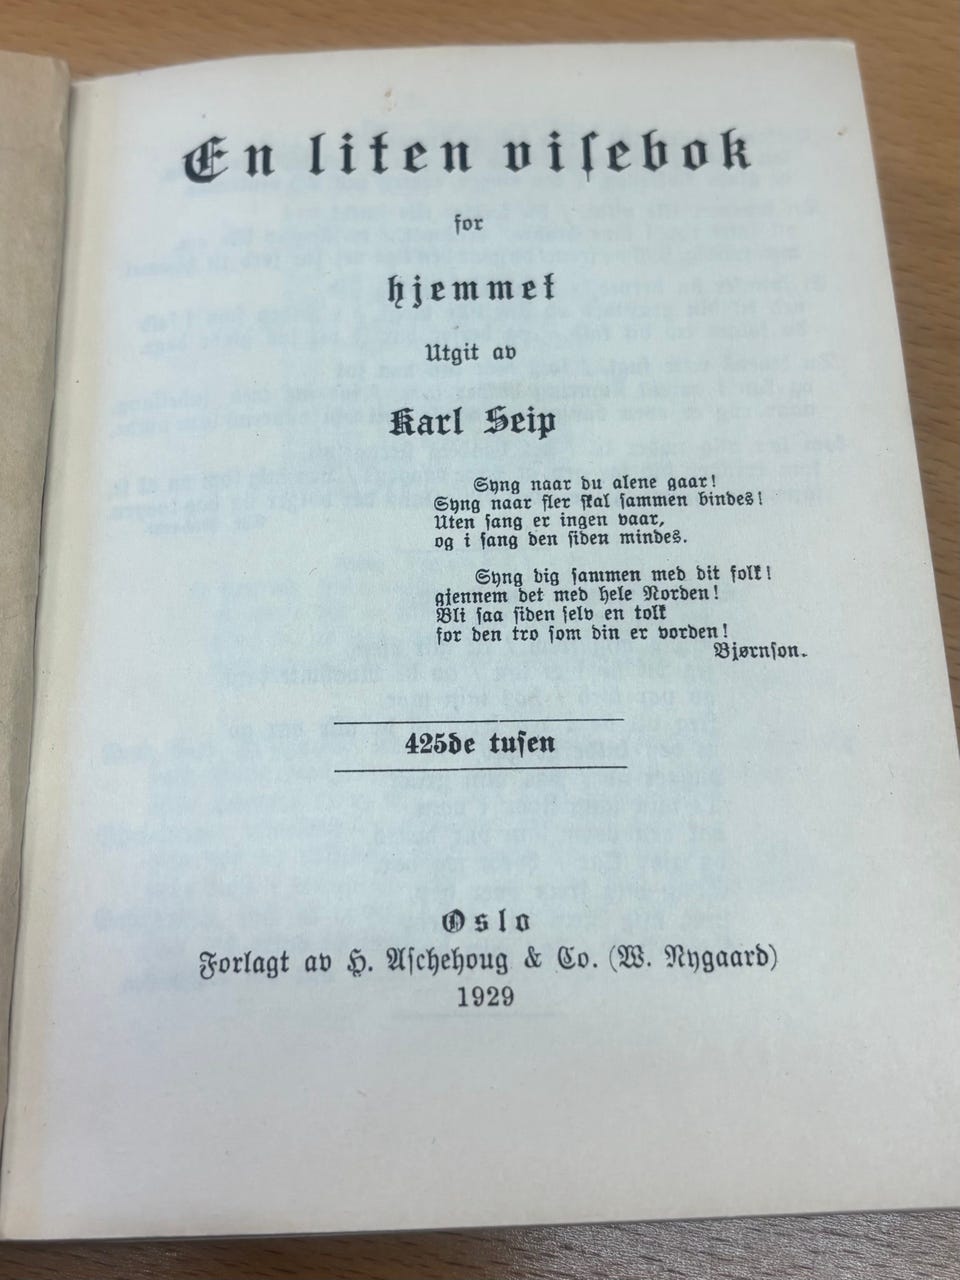 En liten visebok
for
hjemmet
Utgit av
Karl Seip
Syng naar du alene gaar!
Syng naar fler skal sammen bindes!
Uten sang er ingen vaar,
og i sang den siden mindes.
Syng dig sammen med dit folk!
gjennem det med hele Norden!
Bli saa siden selv en tolk
for den tro som din er vorden!
Bjørnson.
425de tusen
Oslo
Forlagt av H. Aschehoug & Co. (W. Nygaard)
1929